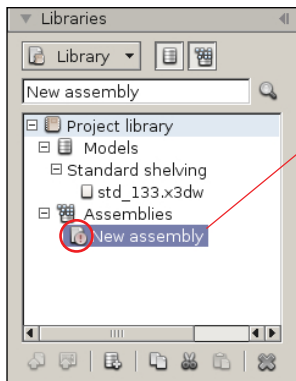 Libraries
Library
New assembly
Project library
Models
Standard shelving
std_133.x3dw
Assemblies
New assembly